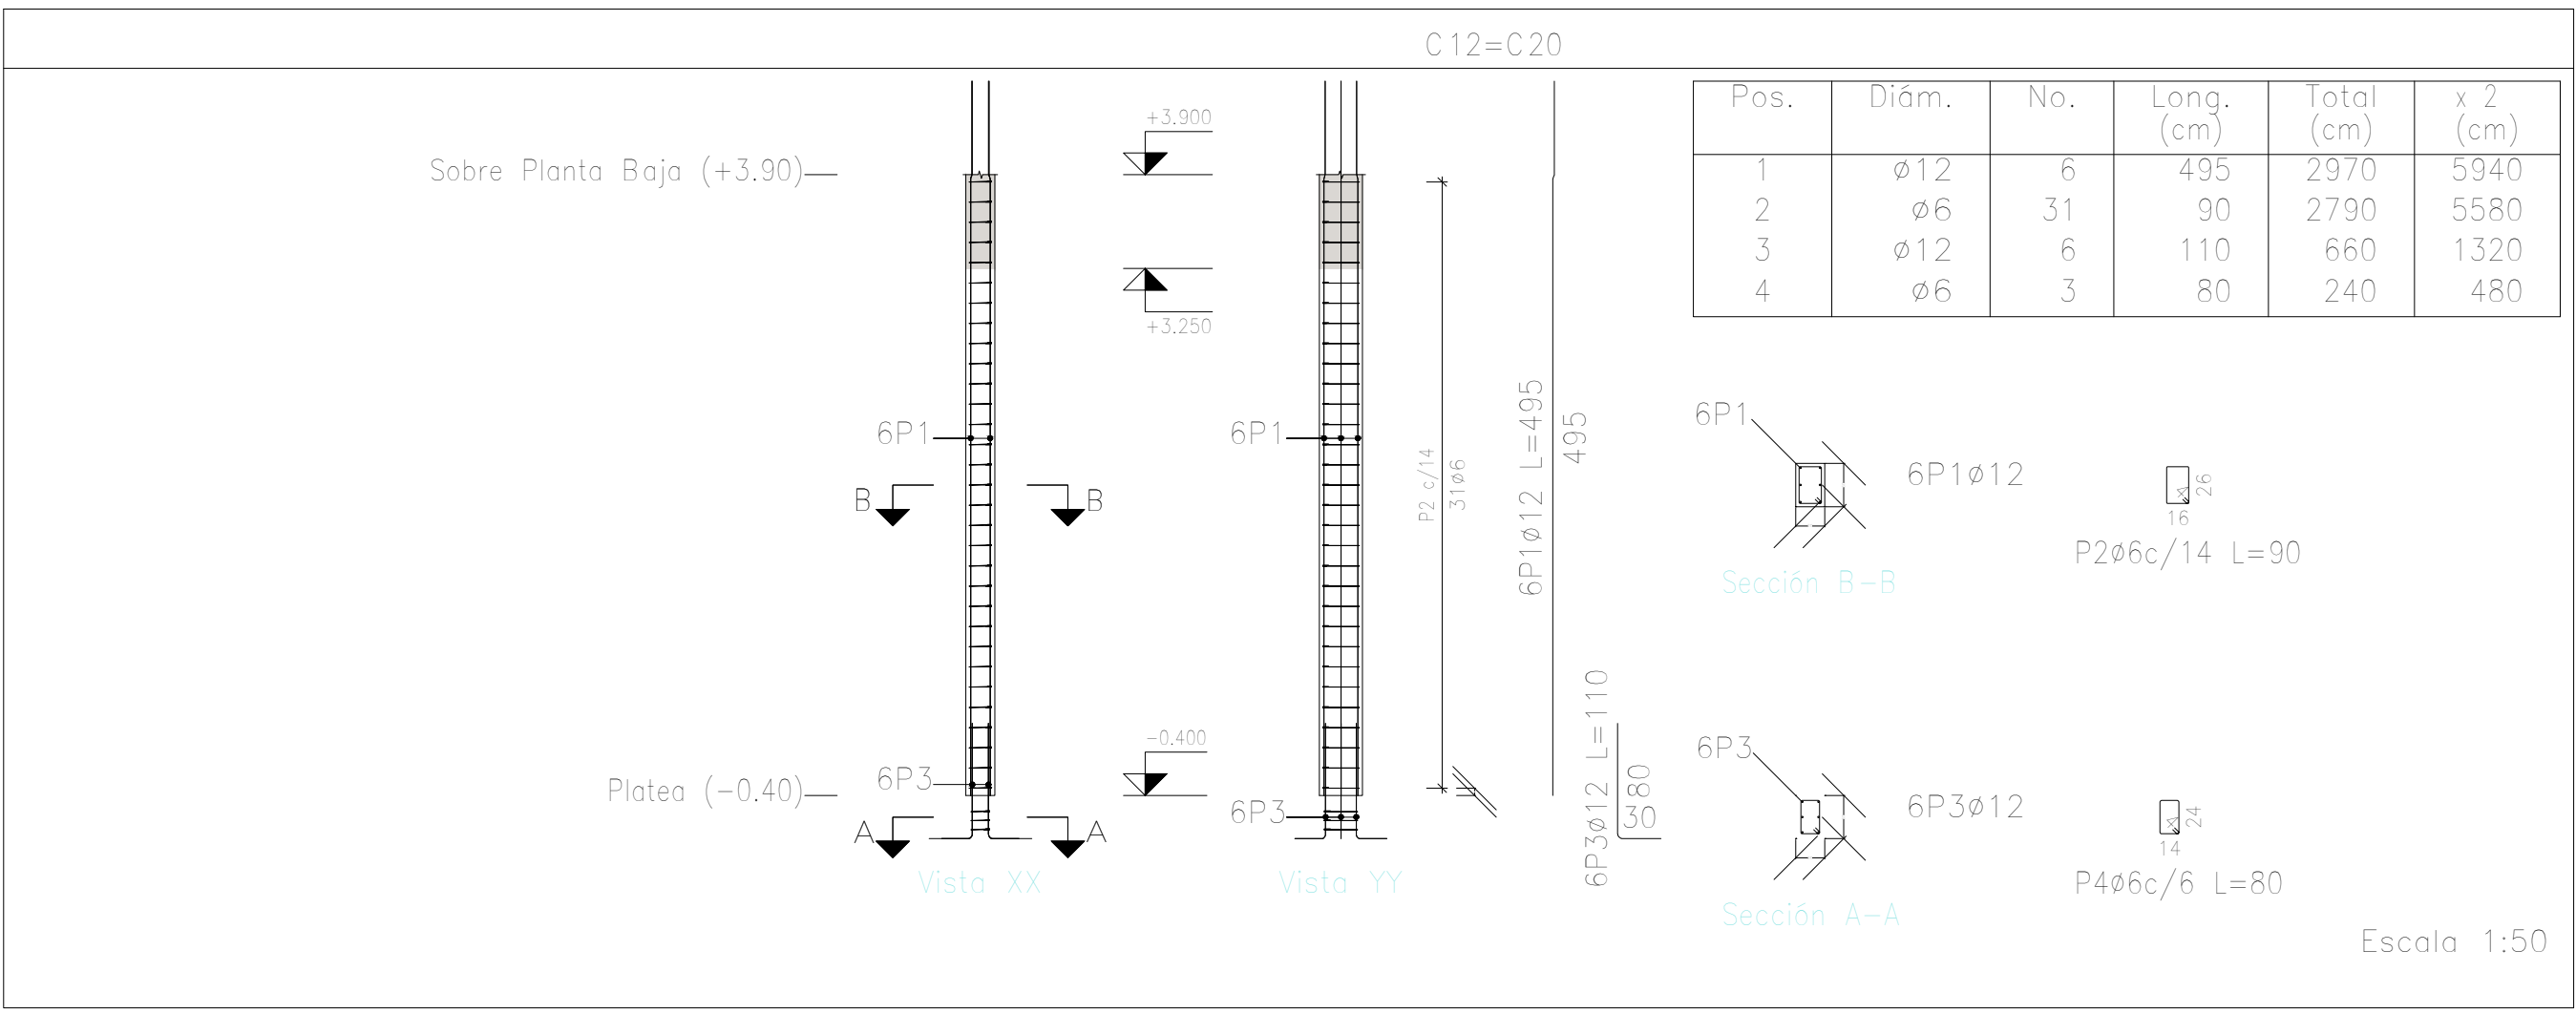 C12=C20
Sobre Planta Baja (+3.90)
+3.900
+3.250
Pos. Diám. No. Long. (cm) Total (cm) x 2 (cm)
1 ø12 6 495 2970 5940
2 ø6 31 90 2790 5580
3 ø12 6 110 660 1320
4 ø6 3 80 240 480
6P1
6P1
B
B
P2 c/14
31ø6
6P1ø12 L=495
495
6P1
6P1ø12
26
16
P2ø6c/14 L=90
Sección B-B
Platea (-0.40)
-0.400
6P3
6P3
A
A
6P3ø12 L=110
80
30
6P3
6P3ø12
24
14
P4ø6c/6 L=80
Vista XX
Vista YY
Sección A-A
Escala 1:50